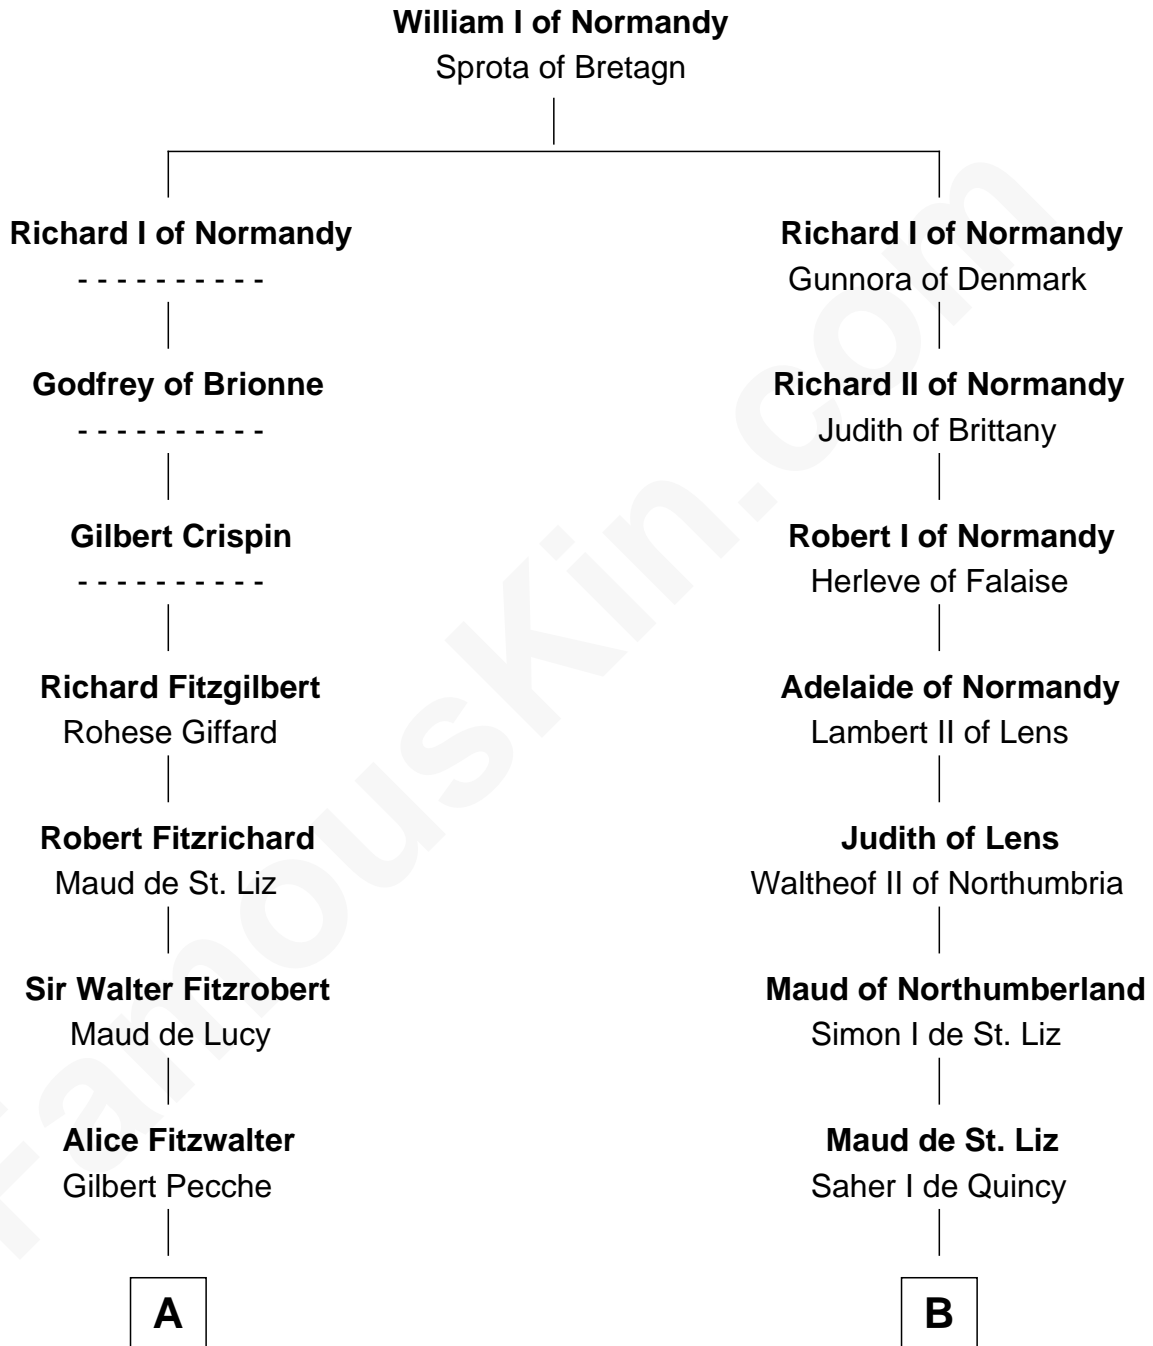 William I of Normandy
Sprota of Bretagn
Richard I of Normandy
- - - - - - - - - -
Godfrey of Brionne
- - - - - - - - - -
Gilbert Crispin
- - - - - - - - - -
Richard Fitzgilbert
Rohese Giffard
Robert Fitzrichard
Maud de St. Liz
Sir Walter Fitzrobert
Maud de Lucy
Alice Fitzwalter
Gilbert Pecche
A
Richard I of Normandy
Gunnora of Denmark
Richard II of Normandy
Judith of Brittany
Robert I of Normandy
Herleve of Falaise
Adelaide of Normandy
Lambert II of Lens
Judith of Lens
Waltheof II of Northumbria
Maud of Northumberland
Simon I de St. Liz
Maud de St. Liz
Saher I de Quincy
B
FamousKin.com